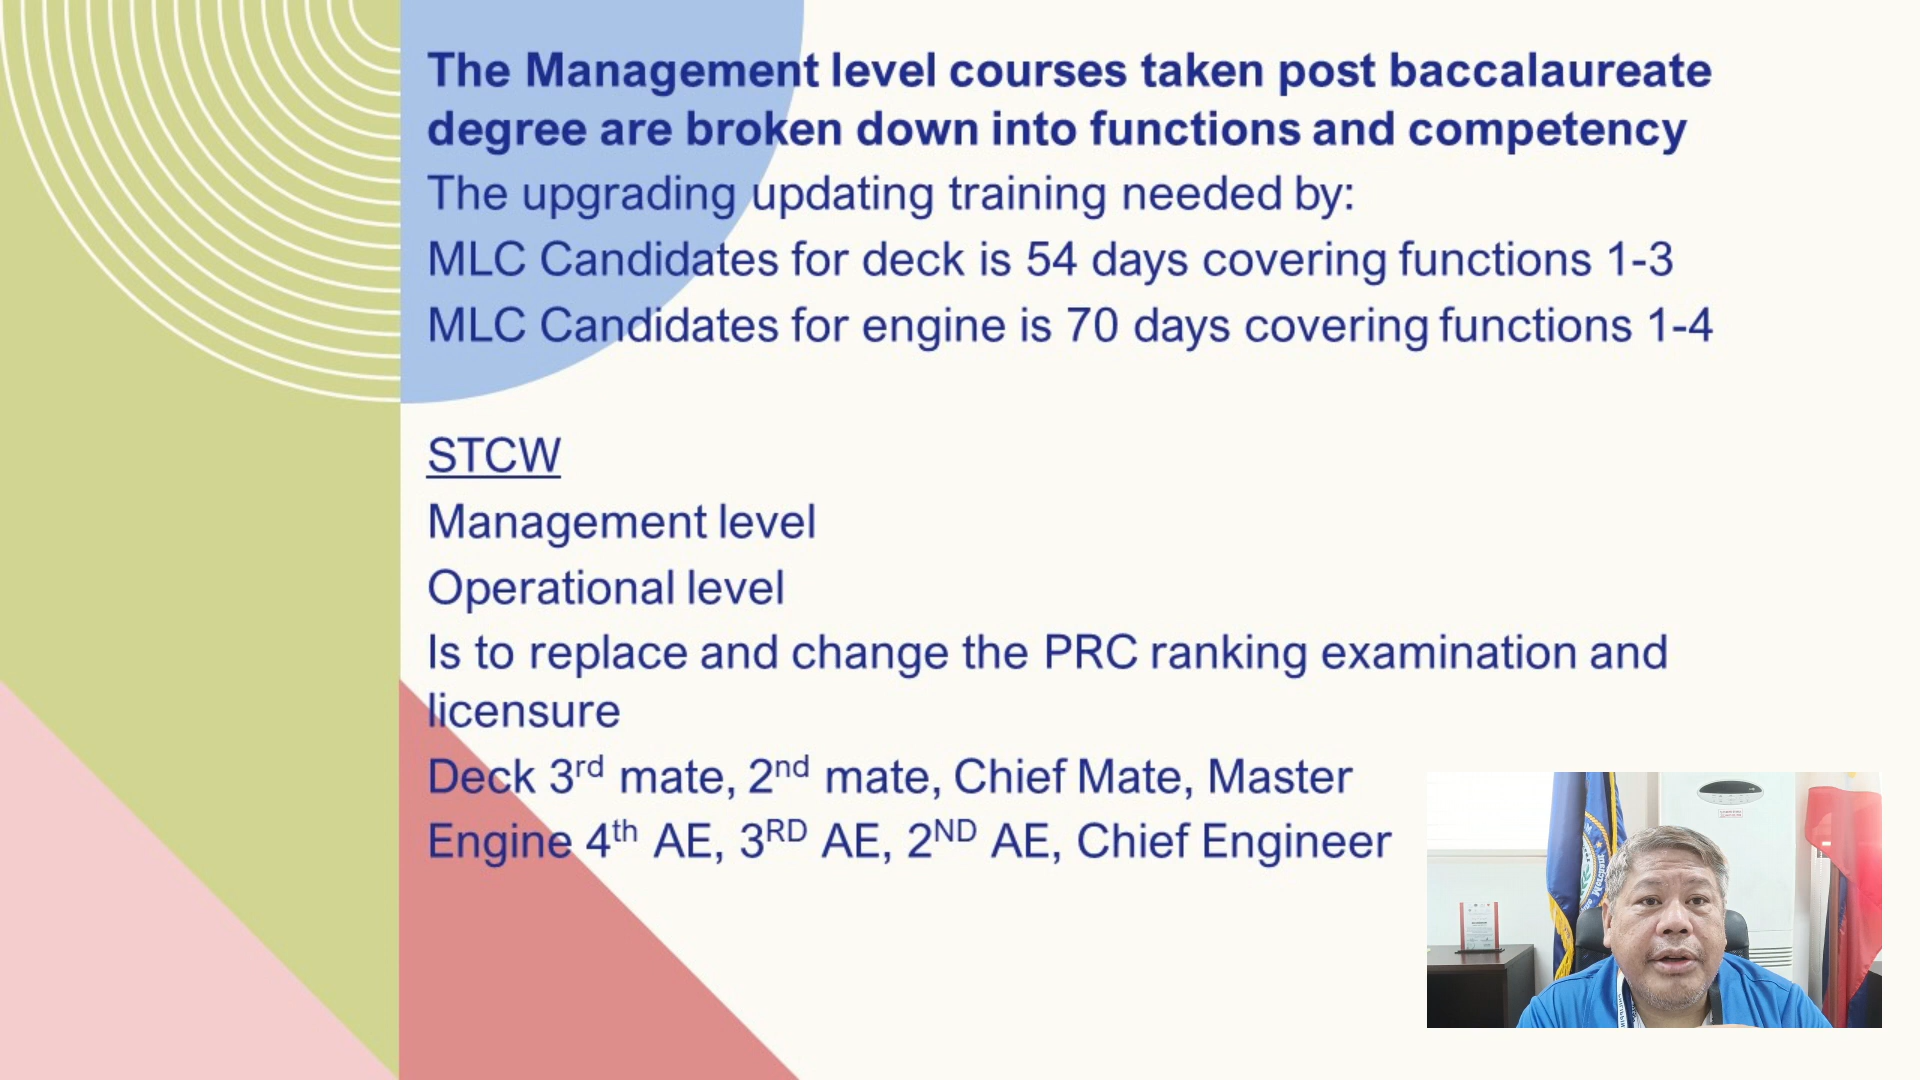 The Management level courses taken post baccalaureate
degree are broken down into functions and competency
The upgrading updating training needed by:
MLC Candidates for deck is 54 days covering functions 1-3
MLC Candidates for engine is 70 days covering functions 1-4
STCW
Management level
Operational level
Is to replace and change the PRC ranking examination and
licensure
Deck 3rd mate, 2nd mate, Chief Mate, Master
Engine 4th AE, 3RD AE, 2ND AE, Chief Engineer